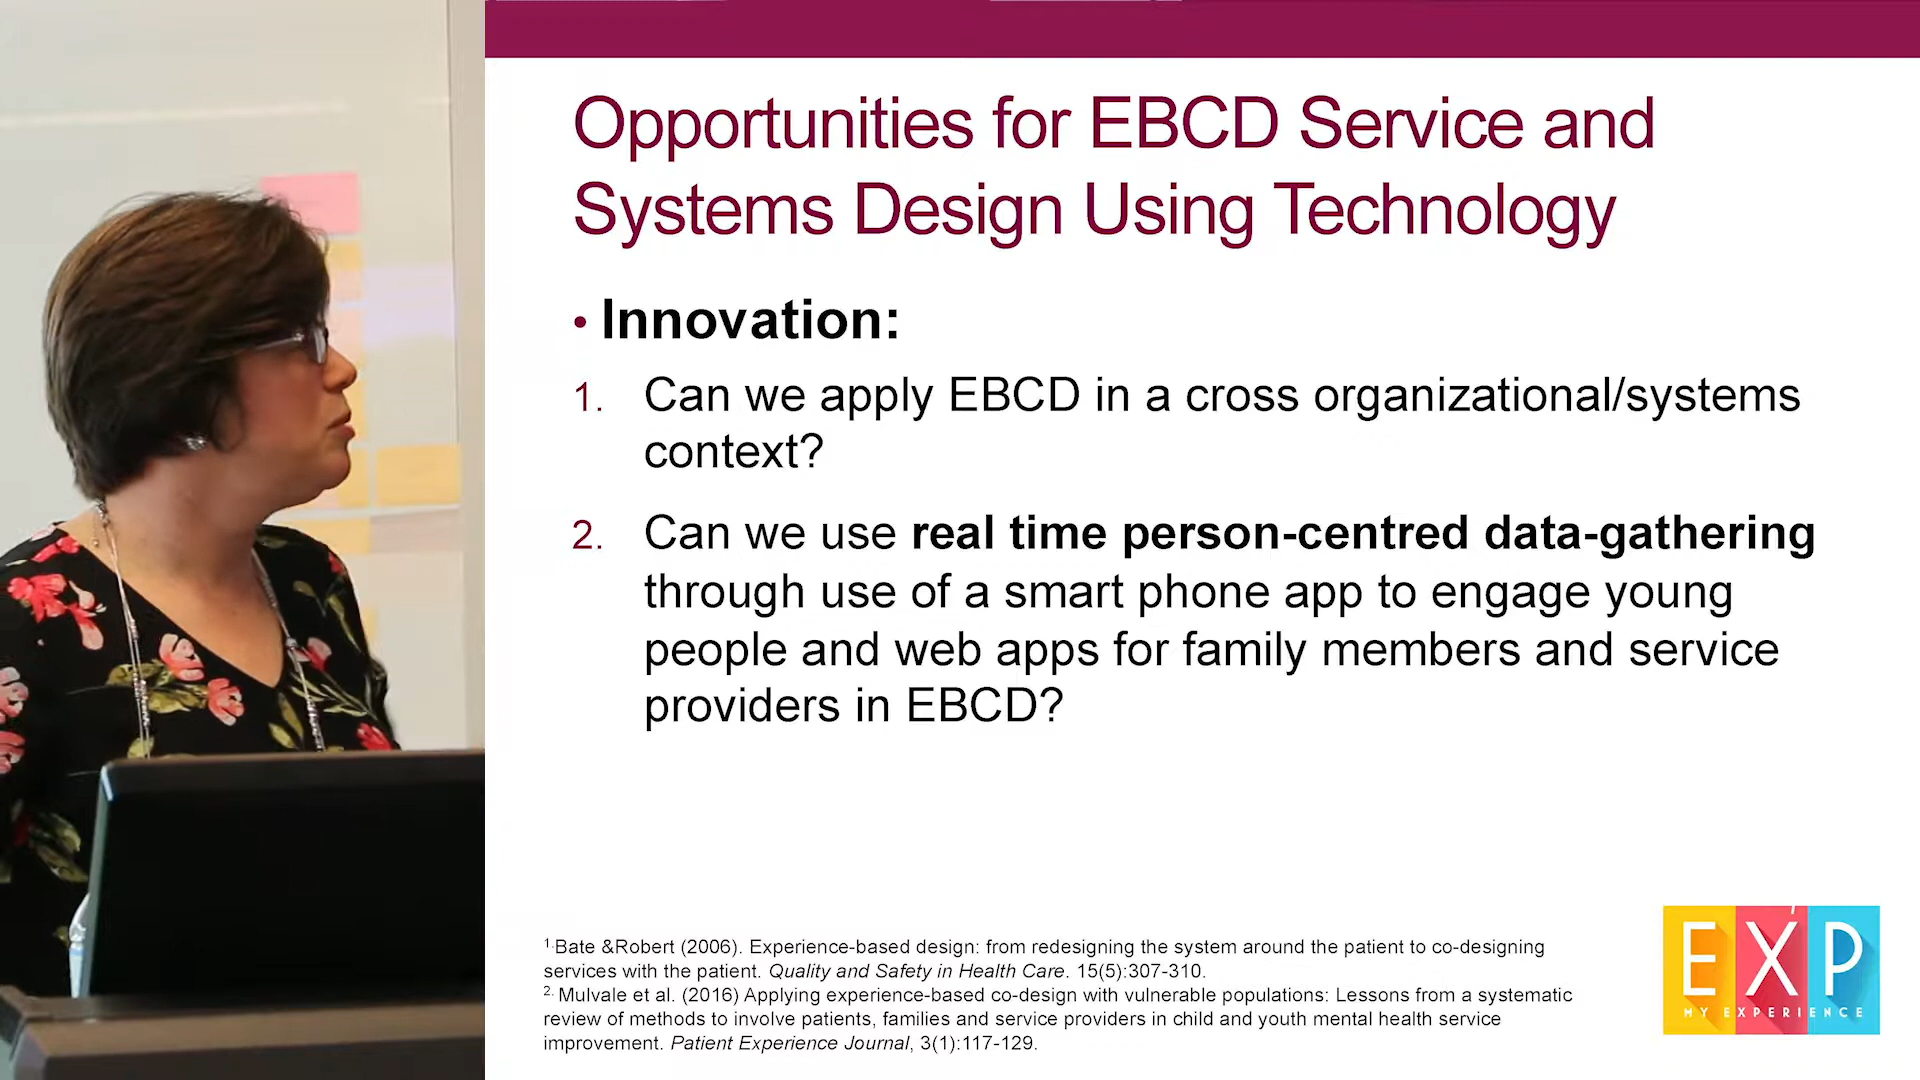 Opportunities for EBCD Service and
Systems Design Using Technology
• Innovation:
1. Can we apply EBCD in a cross organizational/systems
context?
2. Can we use real time person-centred data-gathering
through use of a smart phone app to engage young
people and web apps for family members and service
providers in EBCD?
1. Bate &Robert (2006). Experience-based design: from redesigning the system around the patient to co-designing
services with the patient. Quality and Safety in Health Care. 15(5):307-310.
2. Mulvale et al. (2016) Applying experience-based co-design with vulnerable populations: Lessons from a systematic
review of methods to involve patients, families and service providers in child and youth mental health service
improvement. Patient Experience Journal, 3(1):117-129.
EXP
MY EXPERIENCE